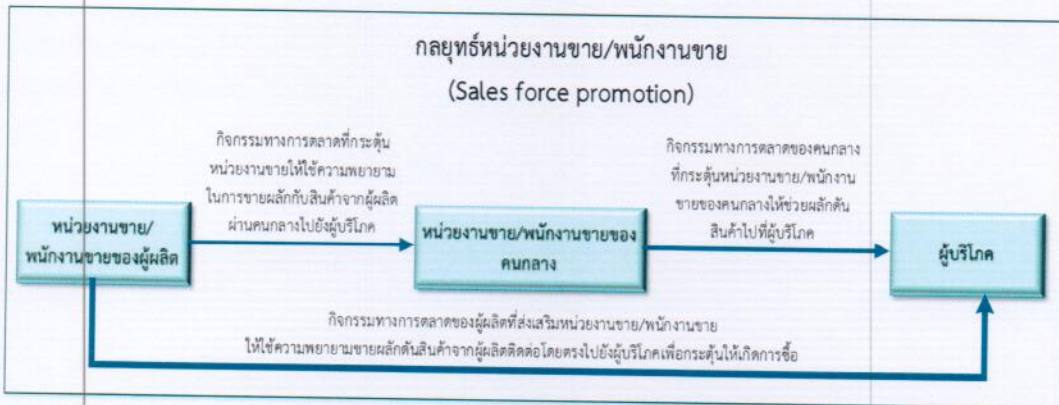 กลยุทธ์หน่วยงานขาย/พนักงานขาย
(Sales force promotion)
กิจกรรมทางการตลาดที่กระตุ้น
หน่วยงานขายให้ใช้ความพยายาม
ในการขายผลักกับสินค้าจากผู้ผลิต
ผ่านคนกลางไปยังผู้บริโภค
กิจกรรมทางการตลาดของคนกลาง
ที่กระตุ้นหน่วยงานขาย/พนักงาน
ขายของคนกลางให้ช่วยผลักดัน
สินค้าไปที่ผู้บริโภค
หน่วยงานขาย/
พนักงานขายของผู้ผลิต
หน่วยงานขาย/พนักงานขายของ
คนกลาง
ผู้บริโภค
กิจกรรมทางการตลาดของผู้ผลิตที่ส่งเสริมหน่วยงานขาย/พนักงานขาย
ให้ใช้ความพยายามขายผลักดันสินค้าจากผู้ผลิตติดต่อโดยตรงไปยังผู้บริโภคเพื่อกระตุ้นให้เกิดการซื้อ